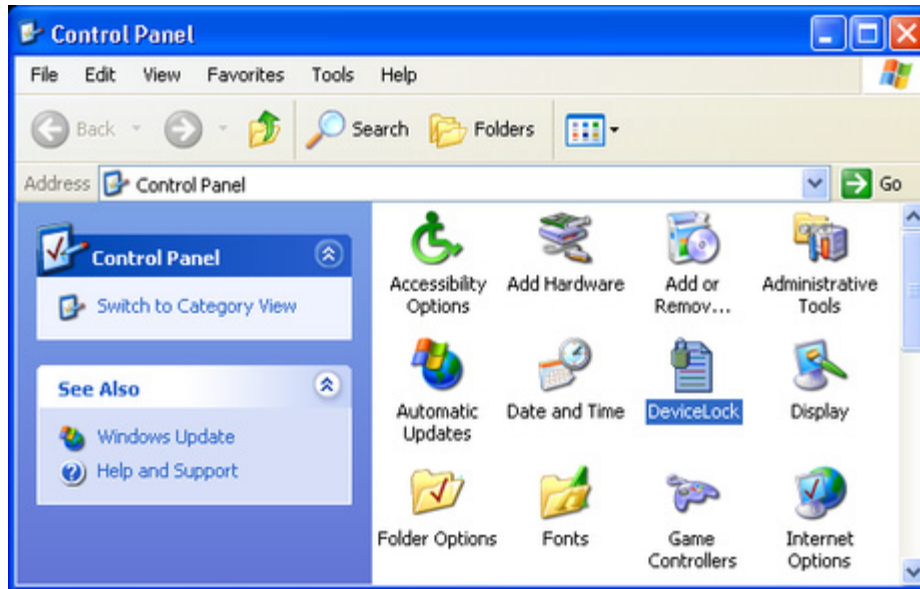 Control Panel
File Edit View Favorites Tools Help
Back Search Folders
Address Control Panel Go
Control Panel
Switch to Category View
See Also
Windows Update
Help and Support
Accessibility Options
Add Hardware
Add or Remov...
Administrative Tools
Automatic Updates
Date and Time
DeviceLock
Display
Folder Options
Fonts
Game Controllers
Internet Options